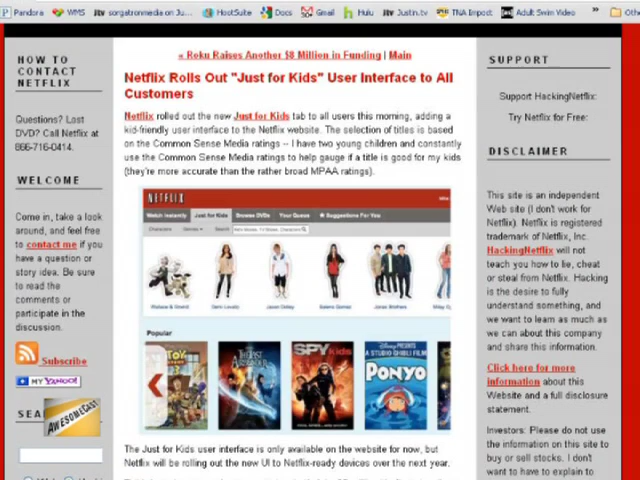 Pandora WMS sorgatronmedia on Ju... HostSuite Docs Gmail Hulu Justin.tv TNA Impact Adult Swim Video » Oth
HOW TO
CONTACT
NETFLIX
Questions? Lost
DVD? Call Netflix at
866-716-0414.
WELCOME
Come in, take a look
around, and feel free
to contact me if you
have a question or
story idea. Be sure
to read the
comments or
participate in the
discussion.
Subscribe
MY YAHOO!
SEA
AWESOMECAST
« Roku Raises Another $8 Million in Funding | Main
Netflix Rolls Out "Just for Kids" User Interface to All
Customers
Netflix rolled out the new Just for Kids tab to all users this morning, adding a
kid-friendly user interface to the Netflix website. The selection of titles is based
on the Common Sense Media ratings -- I have two young children and constantly
use the Common Sense Media ratings to help gauge if a title is good for my kids
(they're more accurate than the rather broad MPAA ratings).
NETFLIX
Watch Instantly Just for Kids Browse DVDs Your Queue Suggestions For You
Characters Genres Search
Wallace & Gromit Demi Lovato Selena Gomez Jonas Brothers Miley C
Popular
TOY STORY 3
THE LAST AIRBENDER
SPY kids
DISNEY PRESENTS
A STUDIO GHIBLI FILM
PONYO
The Just for Kids user interface is only available on the website for now, but
Netflix will be rolling out the new UI to Netflix-ready devices over the next year.
SUPPORT
Support HackingNetflix:
Try Netflix for Free:
DISCLAIMER
This site is an independent
Web site (I don't work for
Netflix). Netflix is registered
trademark of Netflix, Inc.
HackingNetflix will not
teach you how to lie, cheat
or steal from Netflix. Hacking
is the desire to fully
understand something, and
we want to learn as much as
we can about this company
and share this information.
Click here for more
information about this
Website and a full disclosure
statement.
Investors: Please do not use
the information on this site to
buy or sell stocks. I don't
want to have to explain to